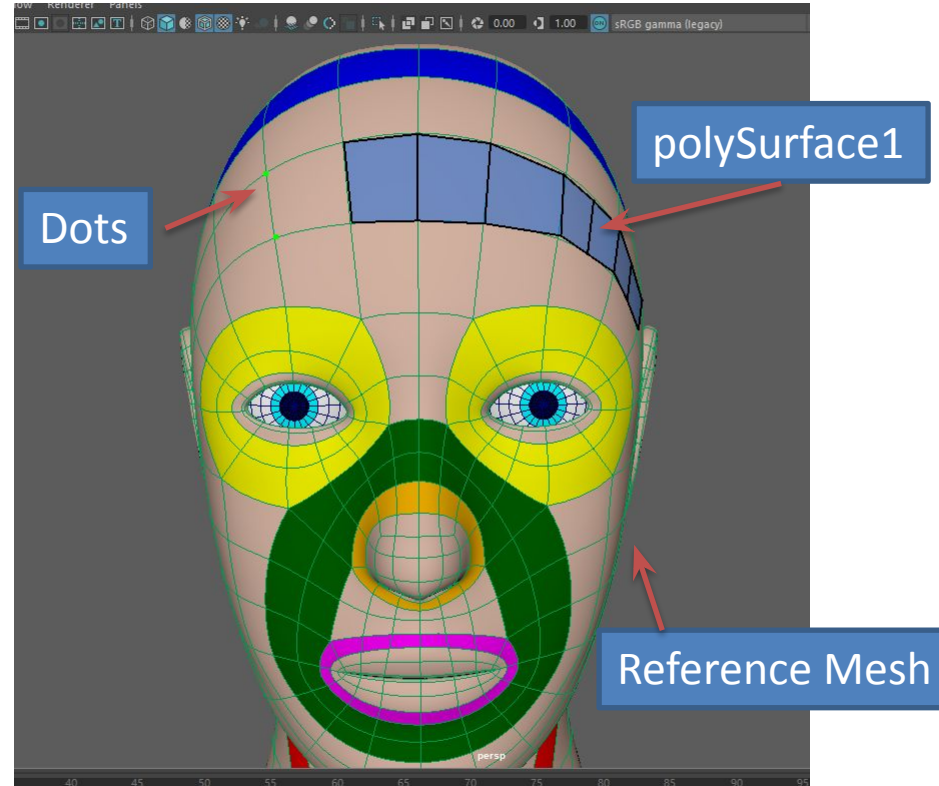 Renderer Panels
0.00 1.00 ON sRGB gamma (legacy)
polySurface1
Dots
Reference Mesh
persp
40 45 50 55 60 65 70 75 80 85 90 95